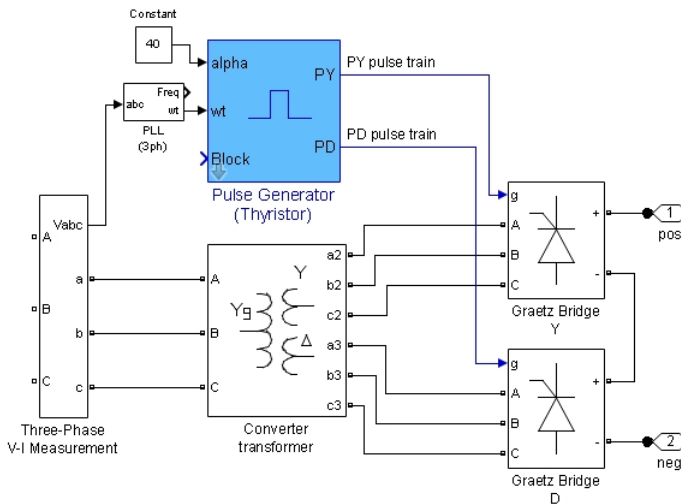 Constant
40
alpha
PY
PY pulse train
Freq
abc
wt
wt
PLL
(3ph)
PD
PD pulse train
Block
Pulse Generator
(Thyristor)
g
Vabc
A
A
+
1
pos
a
B
B
-
b
C
C
c
Three-Phase
V-I Measurement
A
Yg
Y
a2
b2
B
c2
Δ
a3
b3
C
c3
Converter
transformer
Graetz Bridge
Y
g
A
+
B
-
2
neg
C
Graetz Bridge
D